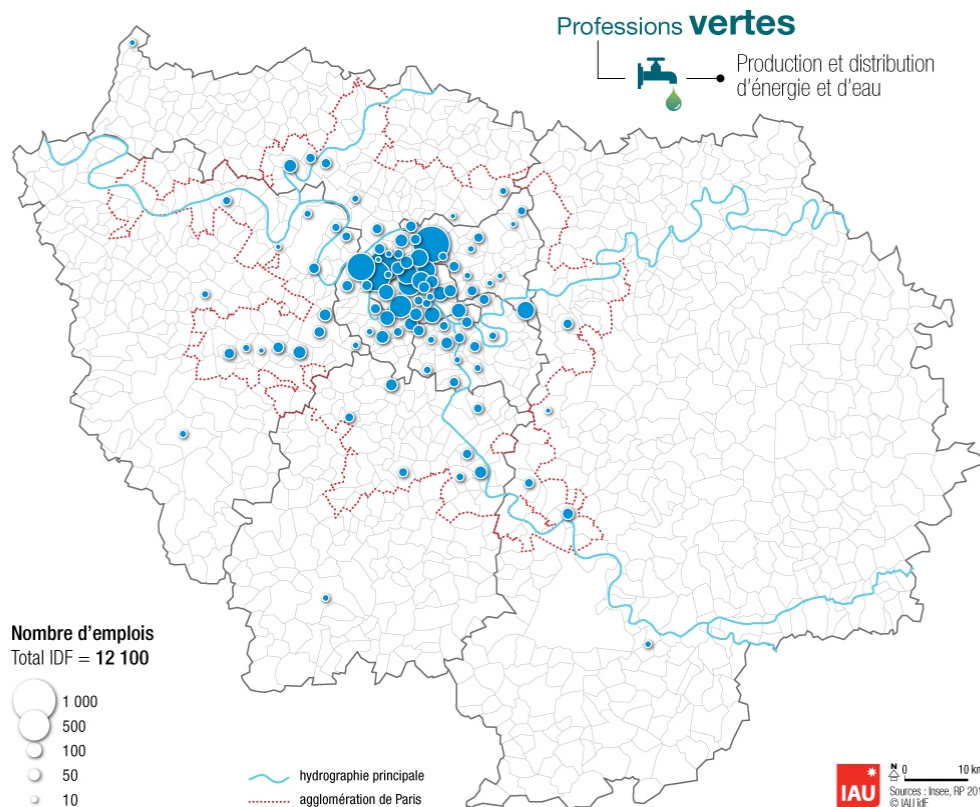 Professions vertes
Production et distribution
d'énergie et d'eau
Nombre d'emplois
Total IDF = 12 100
1 000
500
100
50
10
hydrographie principale
agglomération de Paris
IAU
N
0 10 km
Sources : Insee, RP
© IAU îdF